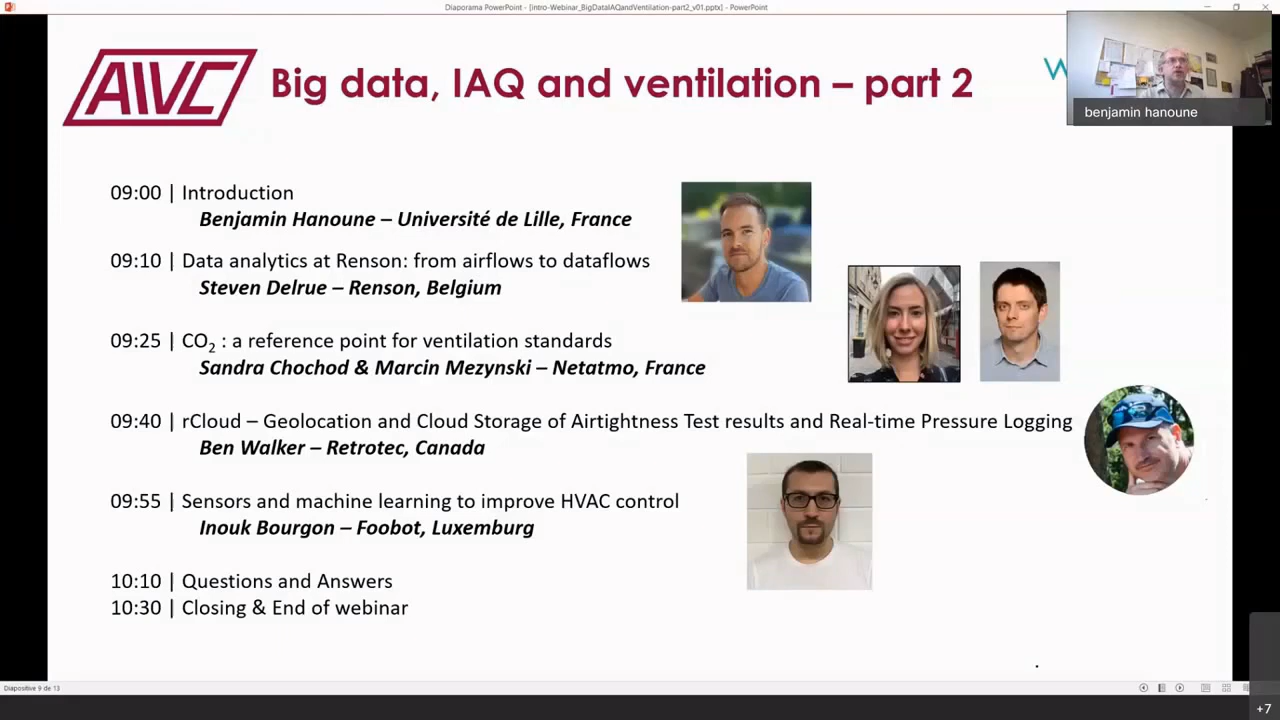 Diaporama PowerPoint - [intro-Webinar_BigDataIAQandVentilation-part2_v01.pptx] - PowerPoint
AIVC
Big data, IAQ and ventilation – part 2
W
benjamin hanoune
09:00 | Introduction
Benjamin Hanoune – Université de Lille, France
09:10 | Data analytics at Renson: from airflows to dataflows
Steven Delrue – Renson, Belgium
09:25 | CO2 : a reference point for ventilation standards
Sandra Chochod & Marcin Mezynski – Netatmo, France
09:40 | rCloud – Geolocation and Cloud Storage of Airtightness Test results and Real-time Pressure Logging
Ben Walker – Retrotec, Canada
09:55 | Sensors and machine learning to improve HVAC control
Inouk Bourgon – Foobot, Luxemburg
10:10 | Questions and Answers
10:30 | Closing & End of webinar
Diapositive 9 de 13
+7